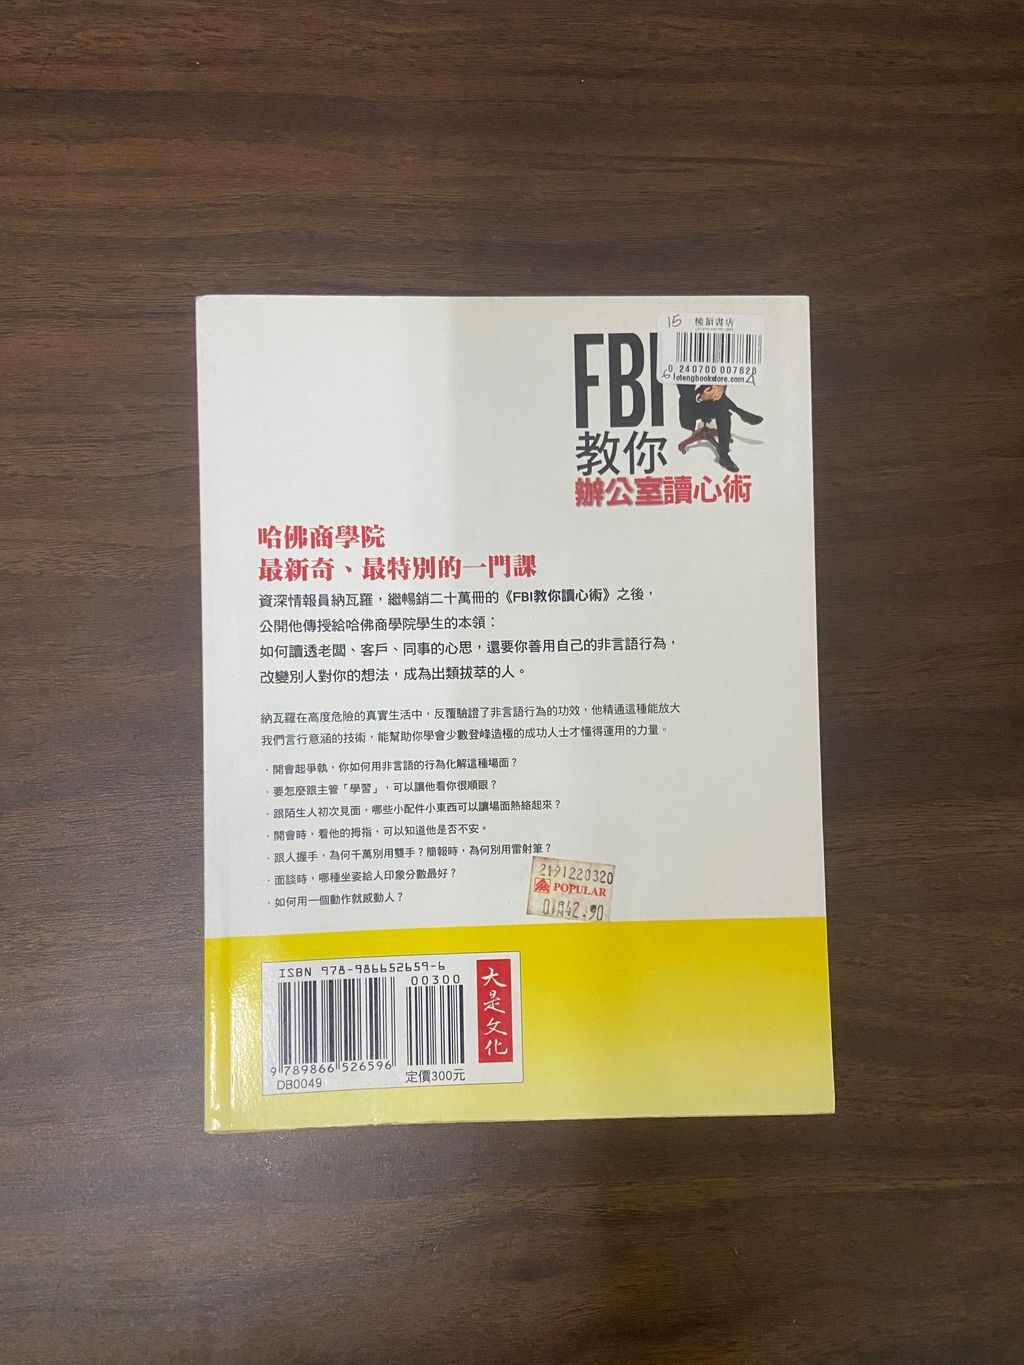 15 樓頂書店
0 240700 007828
lotengbookstore.com
FBI
教你
辦公室讀心術
哈佛商學院
最新奇、最特別的一門課
資深情報員納瓦羅，繼暢銷二十萬冊的《FBI教你讀心術》之後，
公開他傳授給哈佛商學院學生的本領：
如何讀透老闆、客戶、同事的心思，還要你善用自己的非言語行為，
改變別人對你的想法，成為出類拔萃的人。
納瓦羅在高度危險的真實生活中，反覆驗證了非言語行為的功效，他精通這種能放大
我們言行意涵的技術，能幫助你學會少數登峰造極的成功人士才懂得運用的力量。
．開會起爭執，你如何用非言語的行為化解這種場面？
．要怎麼跟主管「學習」，可以讓他看你很順眼？
．跟陌生人初次見面，哪些小配件小東西可以讓場面熱絡起來？
．開會時，看他的拇指，可以知道他是否不安。
．跟人握手，為何千萬別用雙手？簡報時，為何別用雷射筆？
．面談時，哪種坐姿給人印象分數最好？
．如何用一個動作就感動人？
2191220320
POPULAR
01RM42.90
ISBN 978-986652659-6
00300
9 789866 526596
DB0049
定價300元
大是文化